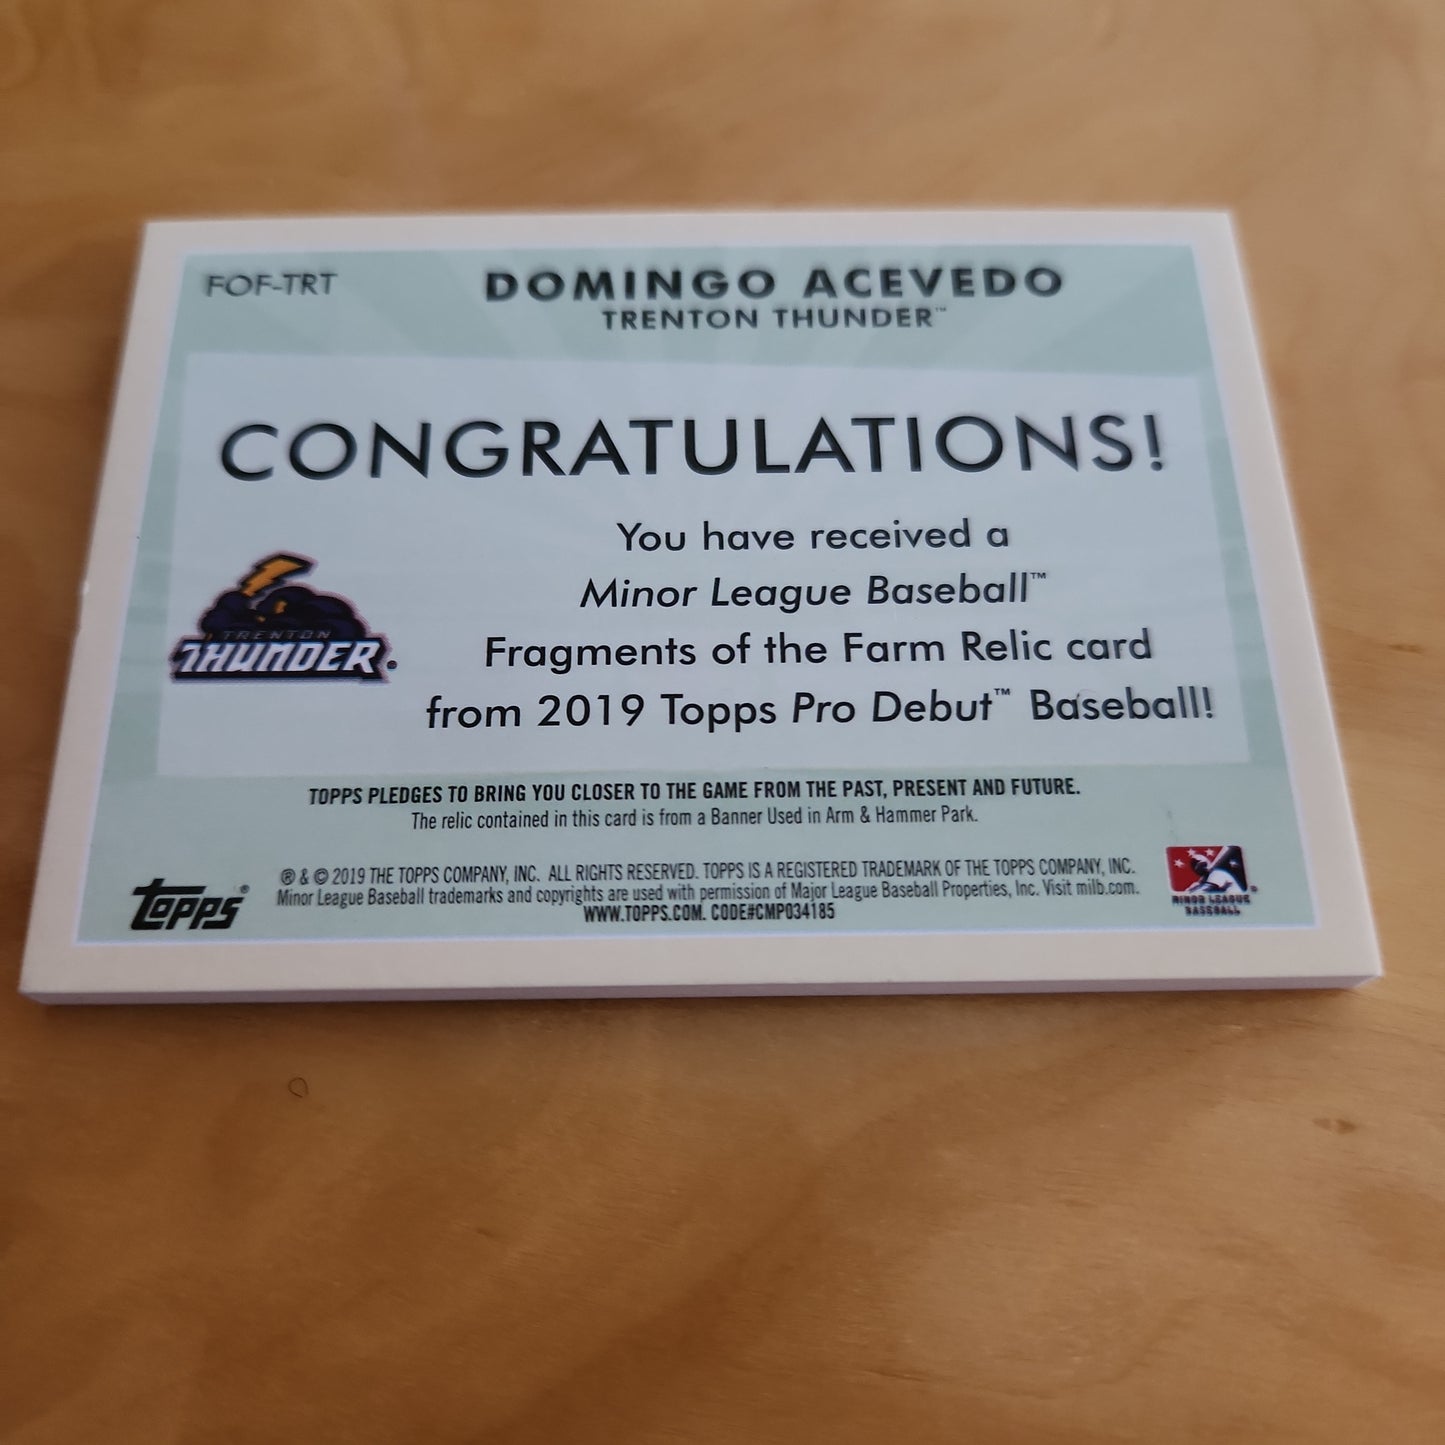 FOF-TRT
DOMINGO ACEVEDO
TRENTON THUNDER™
CONGRATULATIONS!
You have received a
Minor League Baseball™
Fragments of the Farm Relic card
from 2019 Topps Pro Debut™ Baseball!
TRENTON
THUNDER
TOPPS PLEDGES TO BRING YOU CLOSER TO THE GAME FROM THE PAST, PRESENT AND FUTURE.
The relic contained in this card is from a Banner Used in Arm & Hammer Park.
® & © 2019 THE TOPPS COMPANY, INC. ALL RIGHTS RESERVED. TOPPS IS A REGISTERED TRADEMARK OF THE TOPPS COMPANY, INC.
Minor League Baseball trademarks and copyrights are used with permission of Major League Baseball Properties, Inc. Visit milb.com.
WWW.TOPPS.COM. CODE#CMP034185
Topps®
MINOR LEAGUE
BASEBALL